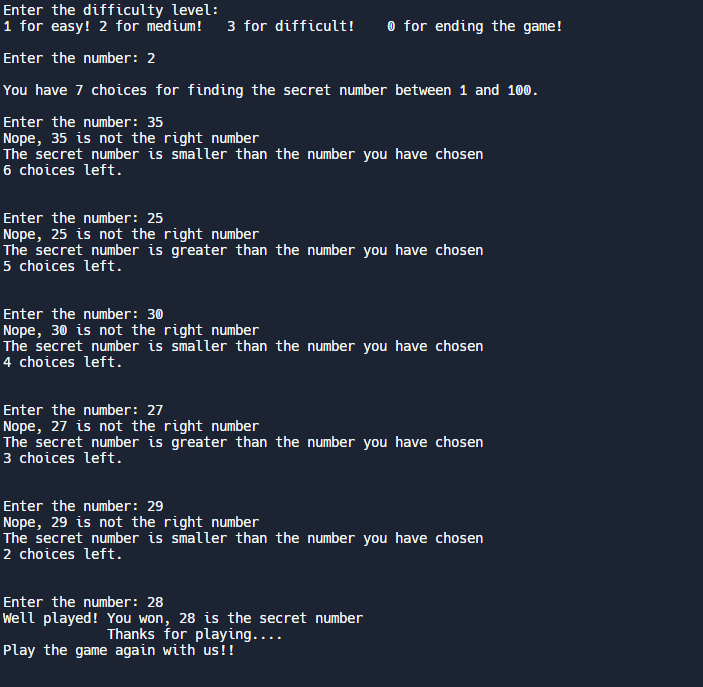 Enter the difficulty level:
1 for easy! 2 for medium!   3 for difficult!    0 for ending the game!
Enter the number: 2
You have 7 choices for finding the secret number between 1 and 100.
Enter the number: 35
Nope, 35 is not the right number
The secret number is smaller than the number you have chosen
6 choices left.
Enter the number: 25
Nope, 25 is not the right number
The secret number is greater than the number you have chosen
5 choices left.
Enter the number: 30
Nope, 30 is not the right number
The secret number is smaller than the number you have chosen
4 choices left.
Enter the number: 27
Nope, 27 is not the right number
The secret number is greater than the number you have chosen
3 choices left.
Enter the number: 29
Nope, 29 is not the right number
The secret number is smaller than the number you have chosen
2 choices left.
Enter the number: 28
Well played! You won, 28 is the secret number
Thanks for playing....
Play the game again with us!!